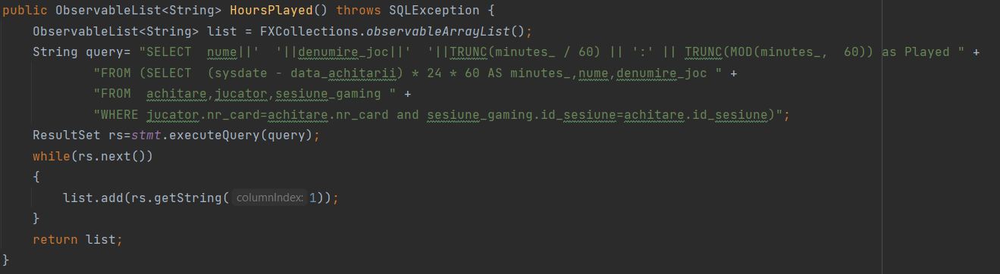 public ObservableList<String> HoursPlayed() throws SQLException {
    ObservableList<String> list = FXCollections.observableArrayList();
    String query= "SELECT  nume||'  '||denumire_joc||'  '||TRUNC(minutes_ / 60) || ':' || TRUNC(MOD(minutes_,  60)) as Played " +
            "FROM (SELECT  (sysdate - data_achitarii) * 24 * 60 AS minutes_,nume,denumire_joc " +
            "FROM  achitare,jucator,sesiune_gaming " +
            "WHERE jucator.nr_card=achitare.nr_card and sesiune_gaming.id_sesiune=achitare.id_sesiune)";
    ResultSet rs=stmt.executeQuery(query);
    while(rs.next())
    {
        list.add(rs.getString( columnIndex: 1));
    }
    return list;
}